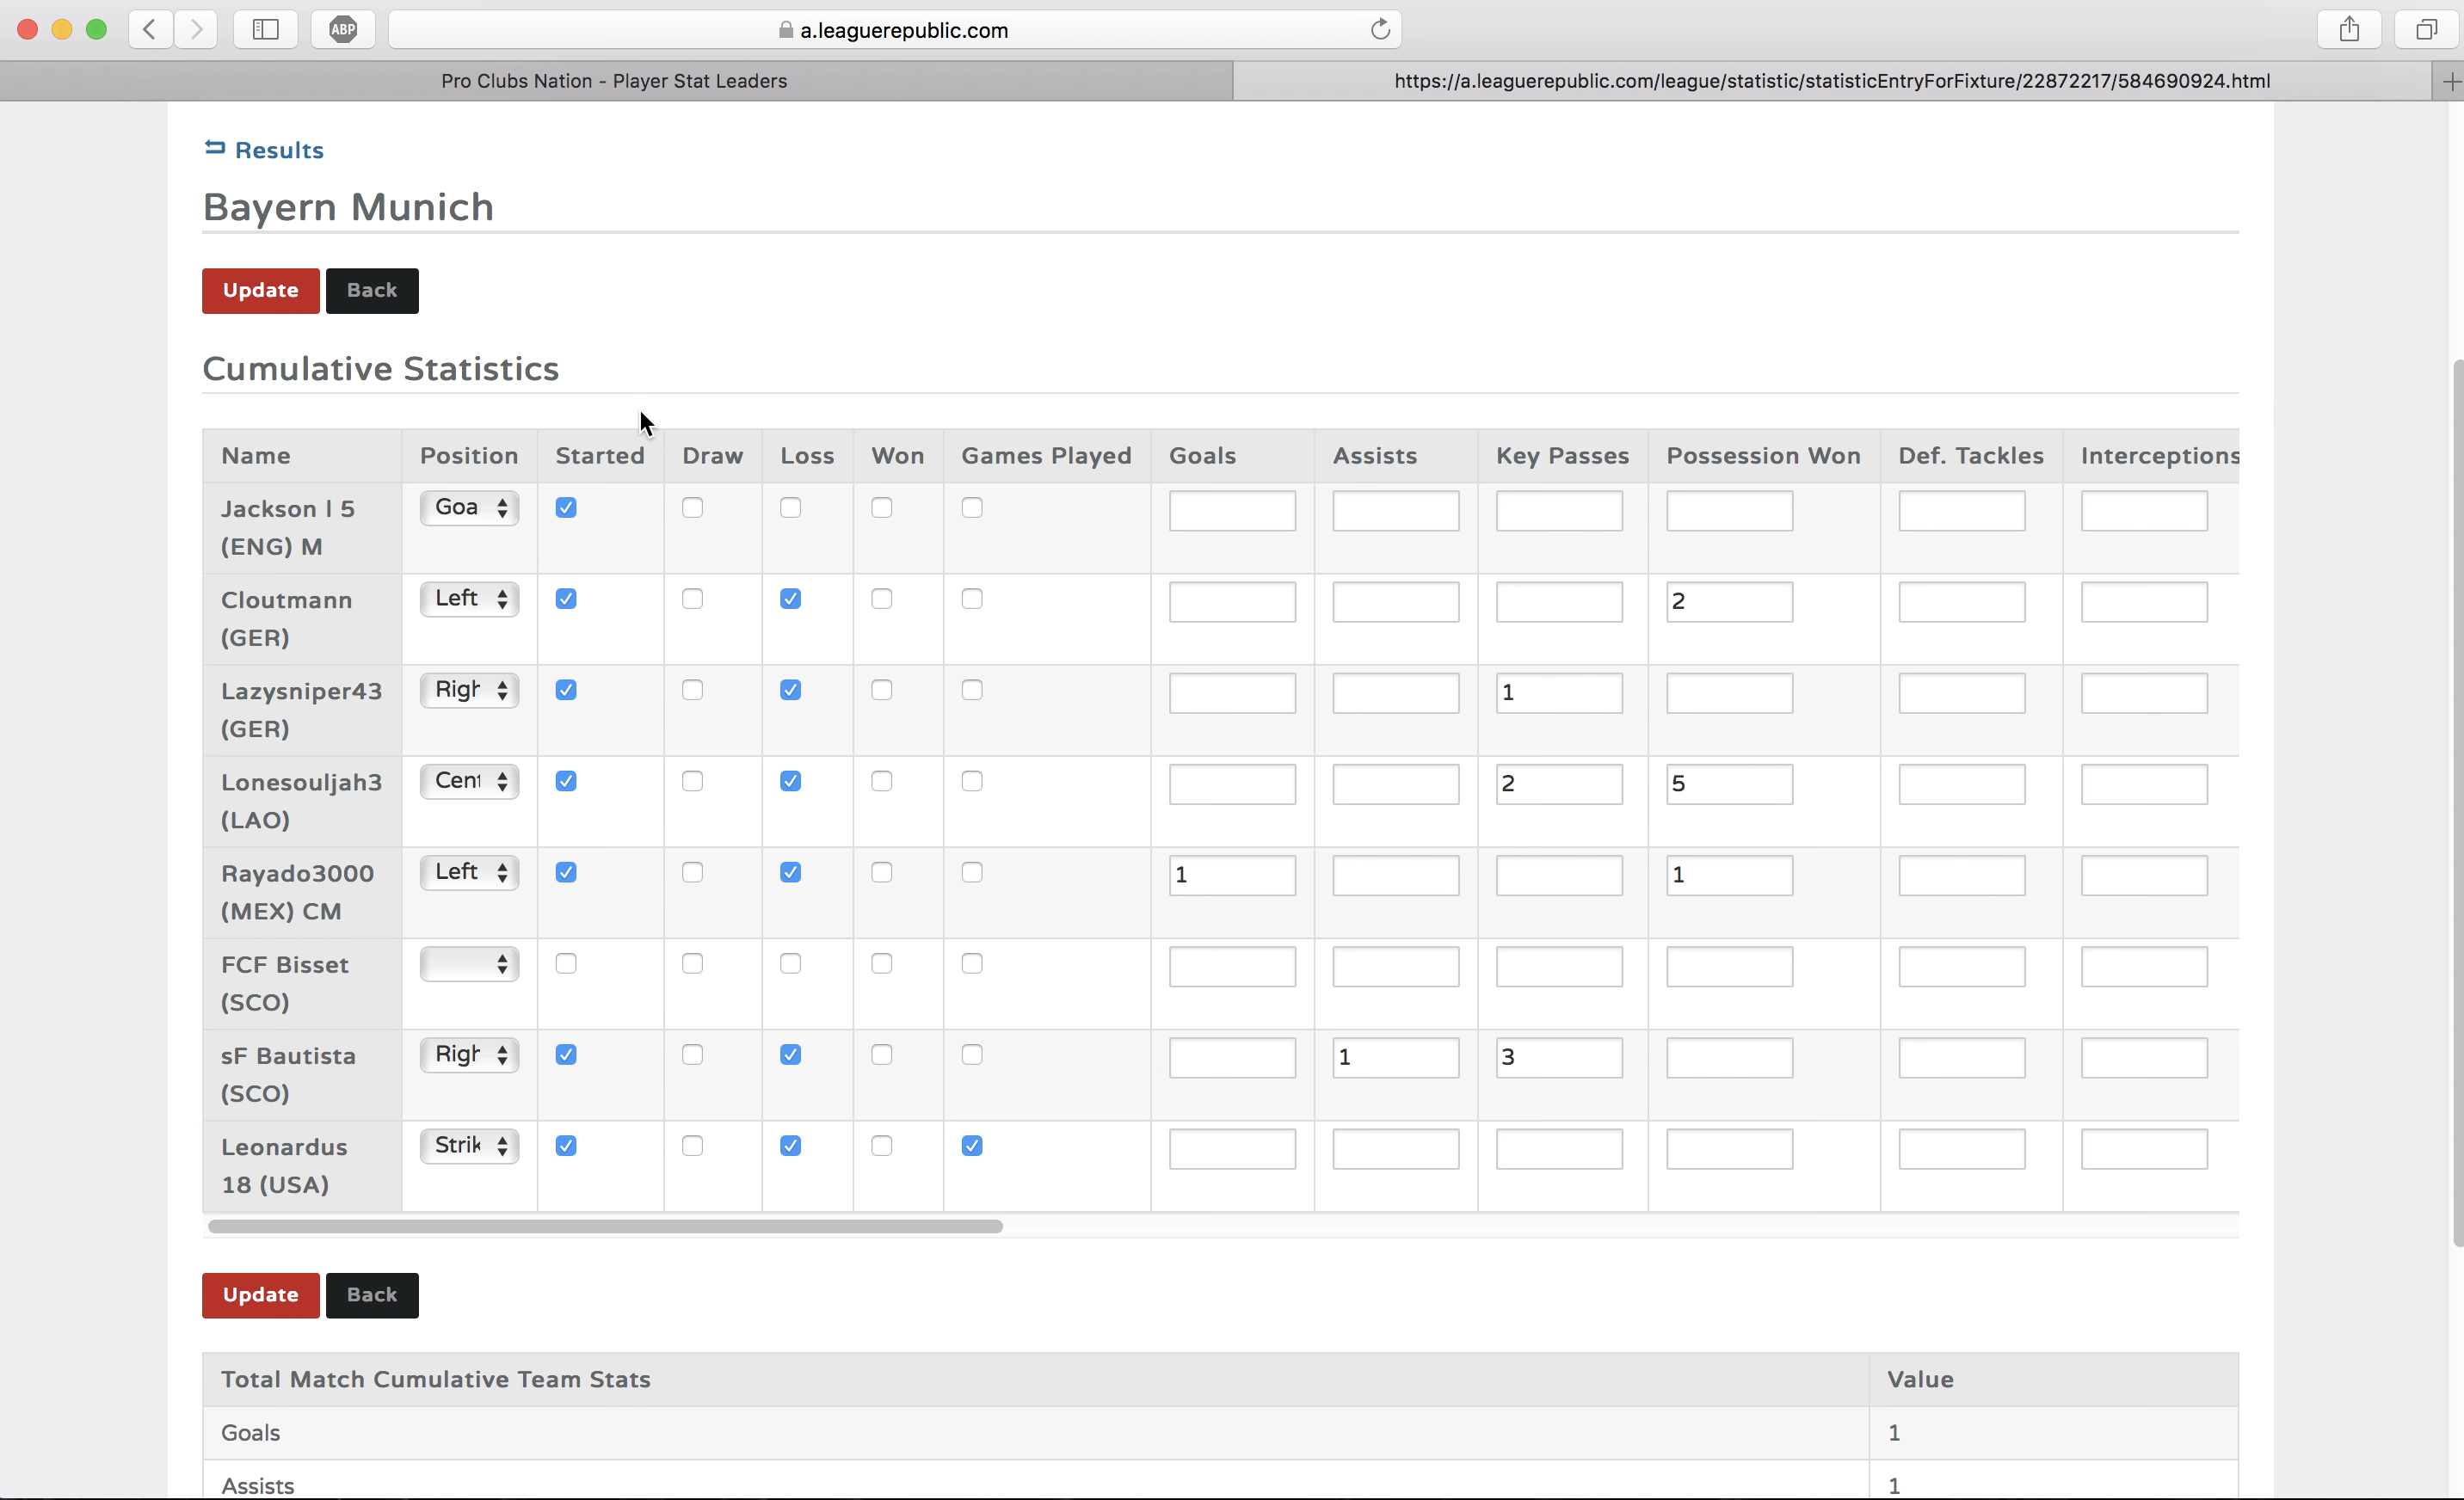 ABP
a.leaguerepublic.com
Pro Clubs Nation - Player Stat Leaders
https://a.leaguerepublic.com/league/statistic/statisticEntryForFixture/22872217/584690924.html
Results
Bayern Munich
Update Back
Cumulative Statistics
Name Position Started Draw Loss Won Games Played Goals Assists Key Passes Possession Won Def. Tackles Interceptions
Jackson l 5 Goa
(ENG) M
Cloutmann Left 2
(GER)
Lazysniper43 Righ 1
(GER)
Lonesouljah3 Cent 2 5
(LAO)
Rayado3000 Left 1 1
(MEX) CM
FCF Bisset
(SCO)
sF Bautista Righ 1 3
(SCO)
Leonardus Strik
18 (USA)
Update Back
Total Match Cumulative Team Stats Value
Goals 1
Assists 1